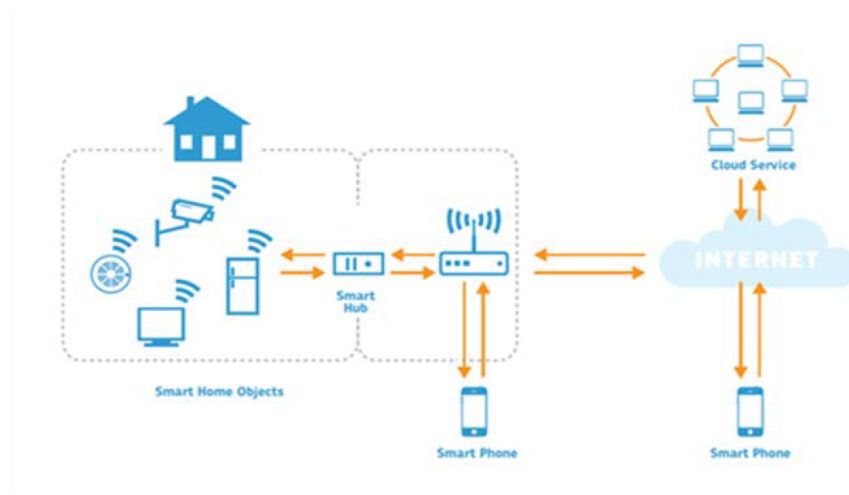 Cloud Service
INTERNET
Smart
Hub
Smart Home Objects
Smart Phone
Smart Phone